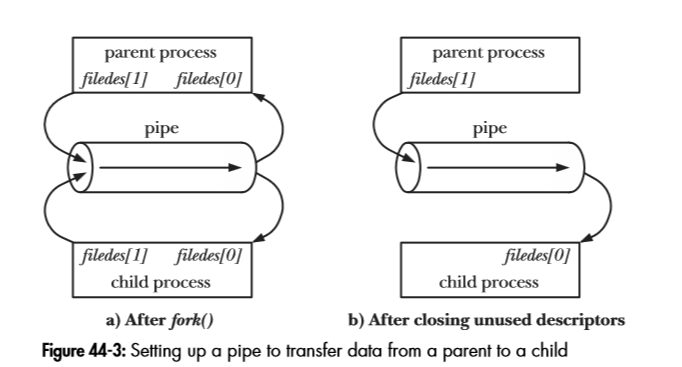 parent process
filedes[1] filedes[0]
pipe
filedes[1] filedes[0]
child process
a) After fork()
parent process
filedes[1]
pipe
filedes[0]
child process
b) After closing unused descriptors
Figure 44-3: Setting up a pipe to transfer data from a parent to a child